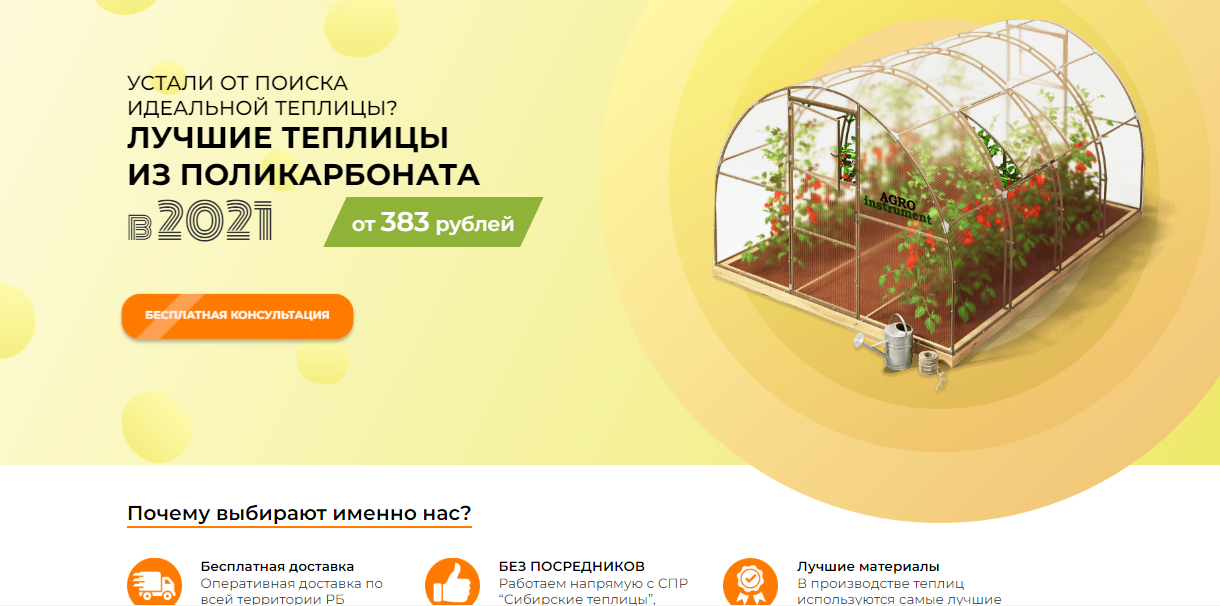 УСТАЛИ ОТ ПОИСКА
ИДЕАЛЬНОЙ ТЕПЛИЦЫ?
ЛУЧШИЕ ТЕПЛИЦЫ
ИЗ ПОЛИКАРБОНАТА
в 2021
от 383 рублей
AGRO
instrument
БЕСПЛАТНАЯ КОНСУЛЬТАЦИЯ
Почему выбирают именно нас?
Бесплатная доставка
Оперативная доставка по
всей территории РБ
БЕЗ ПОСРЕДНИКОВ
Работаем напрямую с СПР
“Сибирские теплицы”,
Лучшие материалы
В производстве теплиц
используются самые лучшие